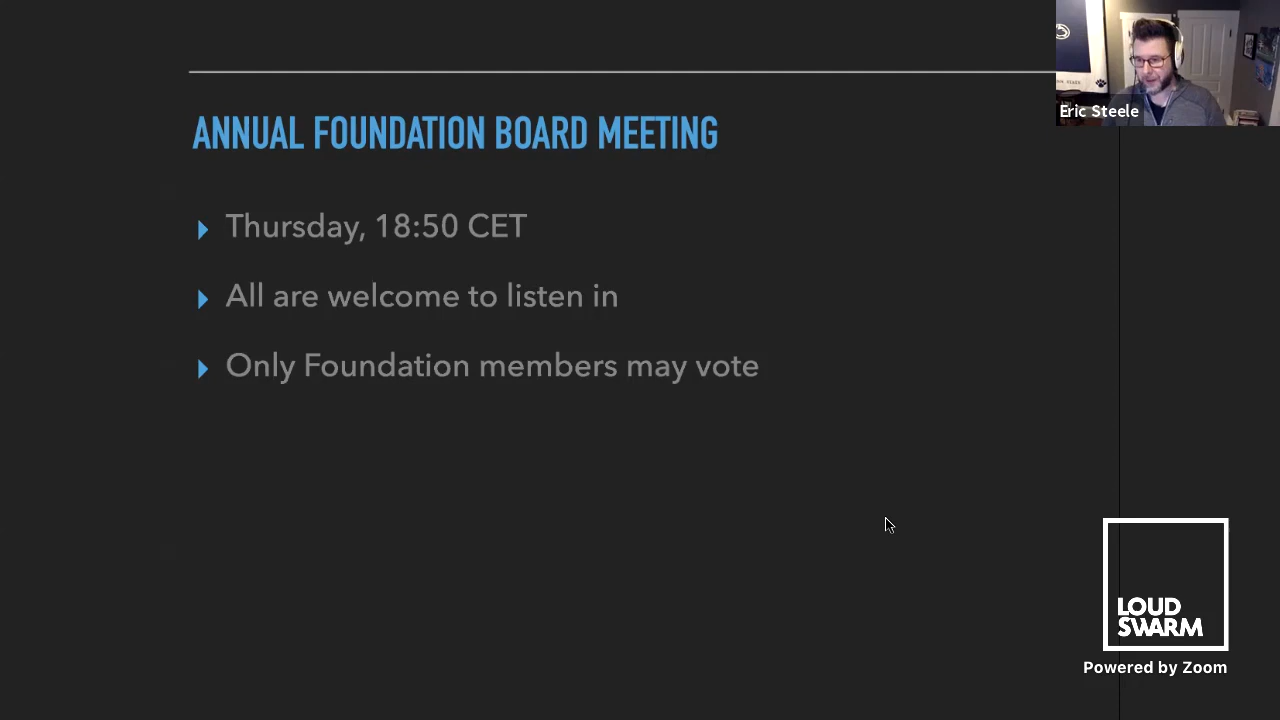 ANNUAL FOUNDATION BOARD MEETING
Thursday, 18:50 CET
All are welcome to listen in
Only Foundation members may vote
Eric Steele
LOUD
SWARM
Powered by Zoom